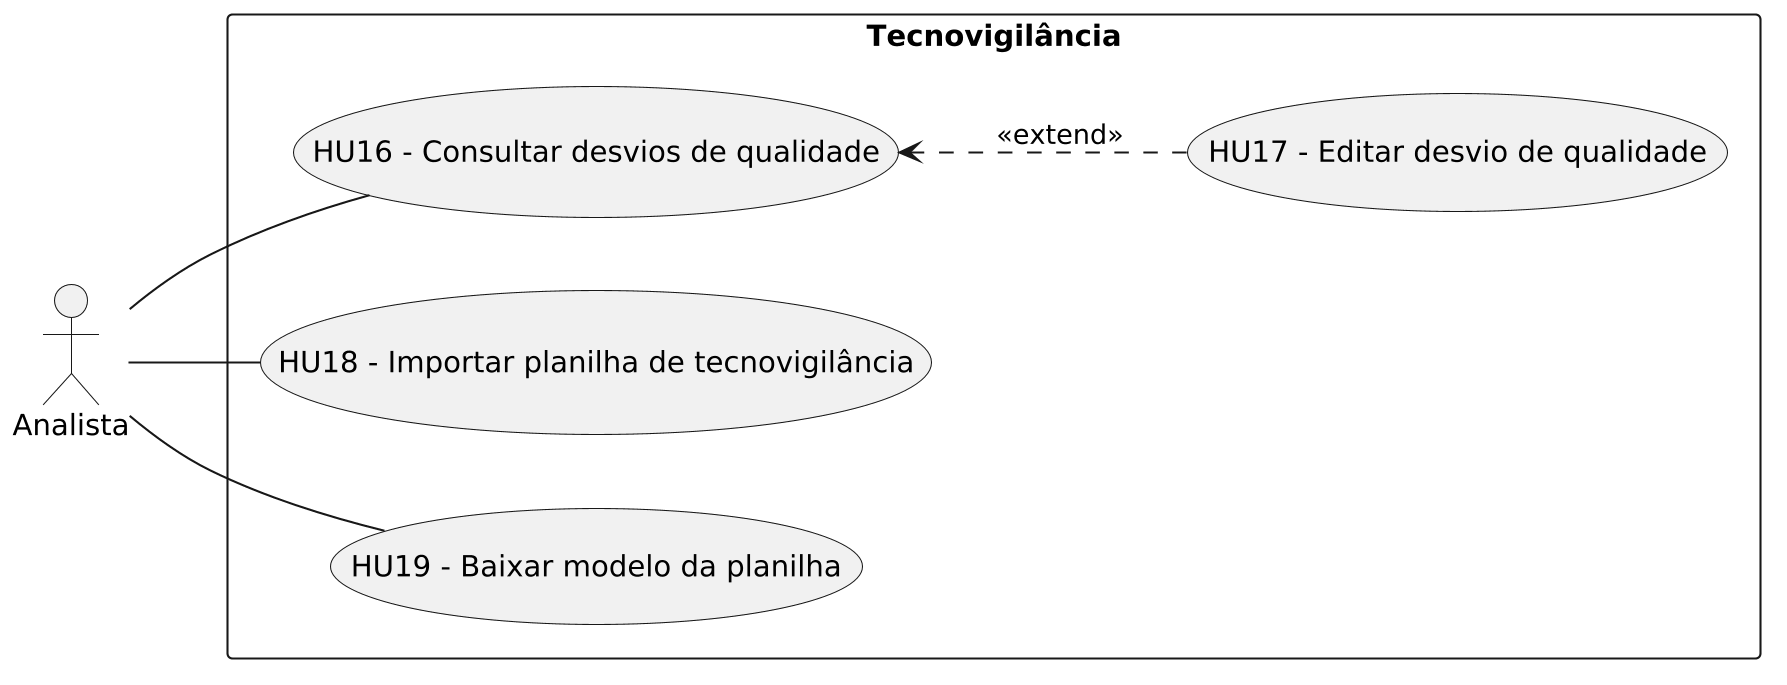 Tecnovigilância
HU16 - Consultar desvios de qualidade
«extend»
HU17 - Editar desvio de qualidade
HU18 - Importar planilha de tecnovigilância
Analista
HU19 - Baixar modelo da planilha